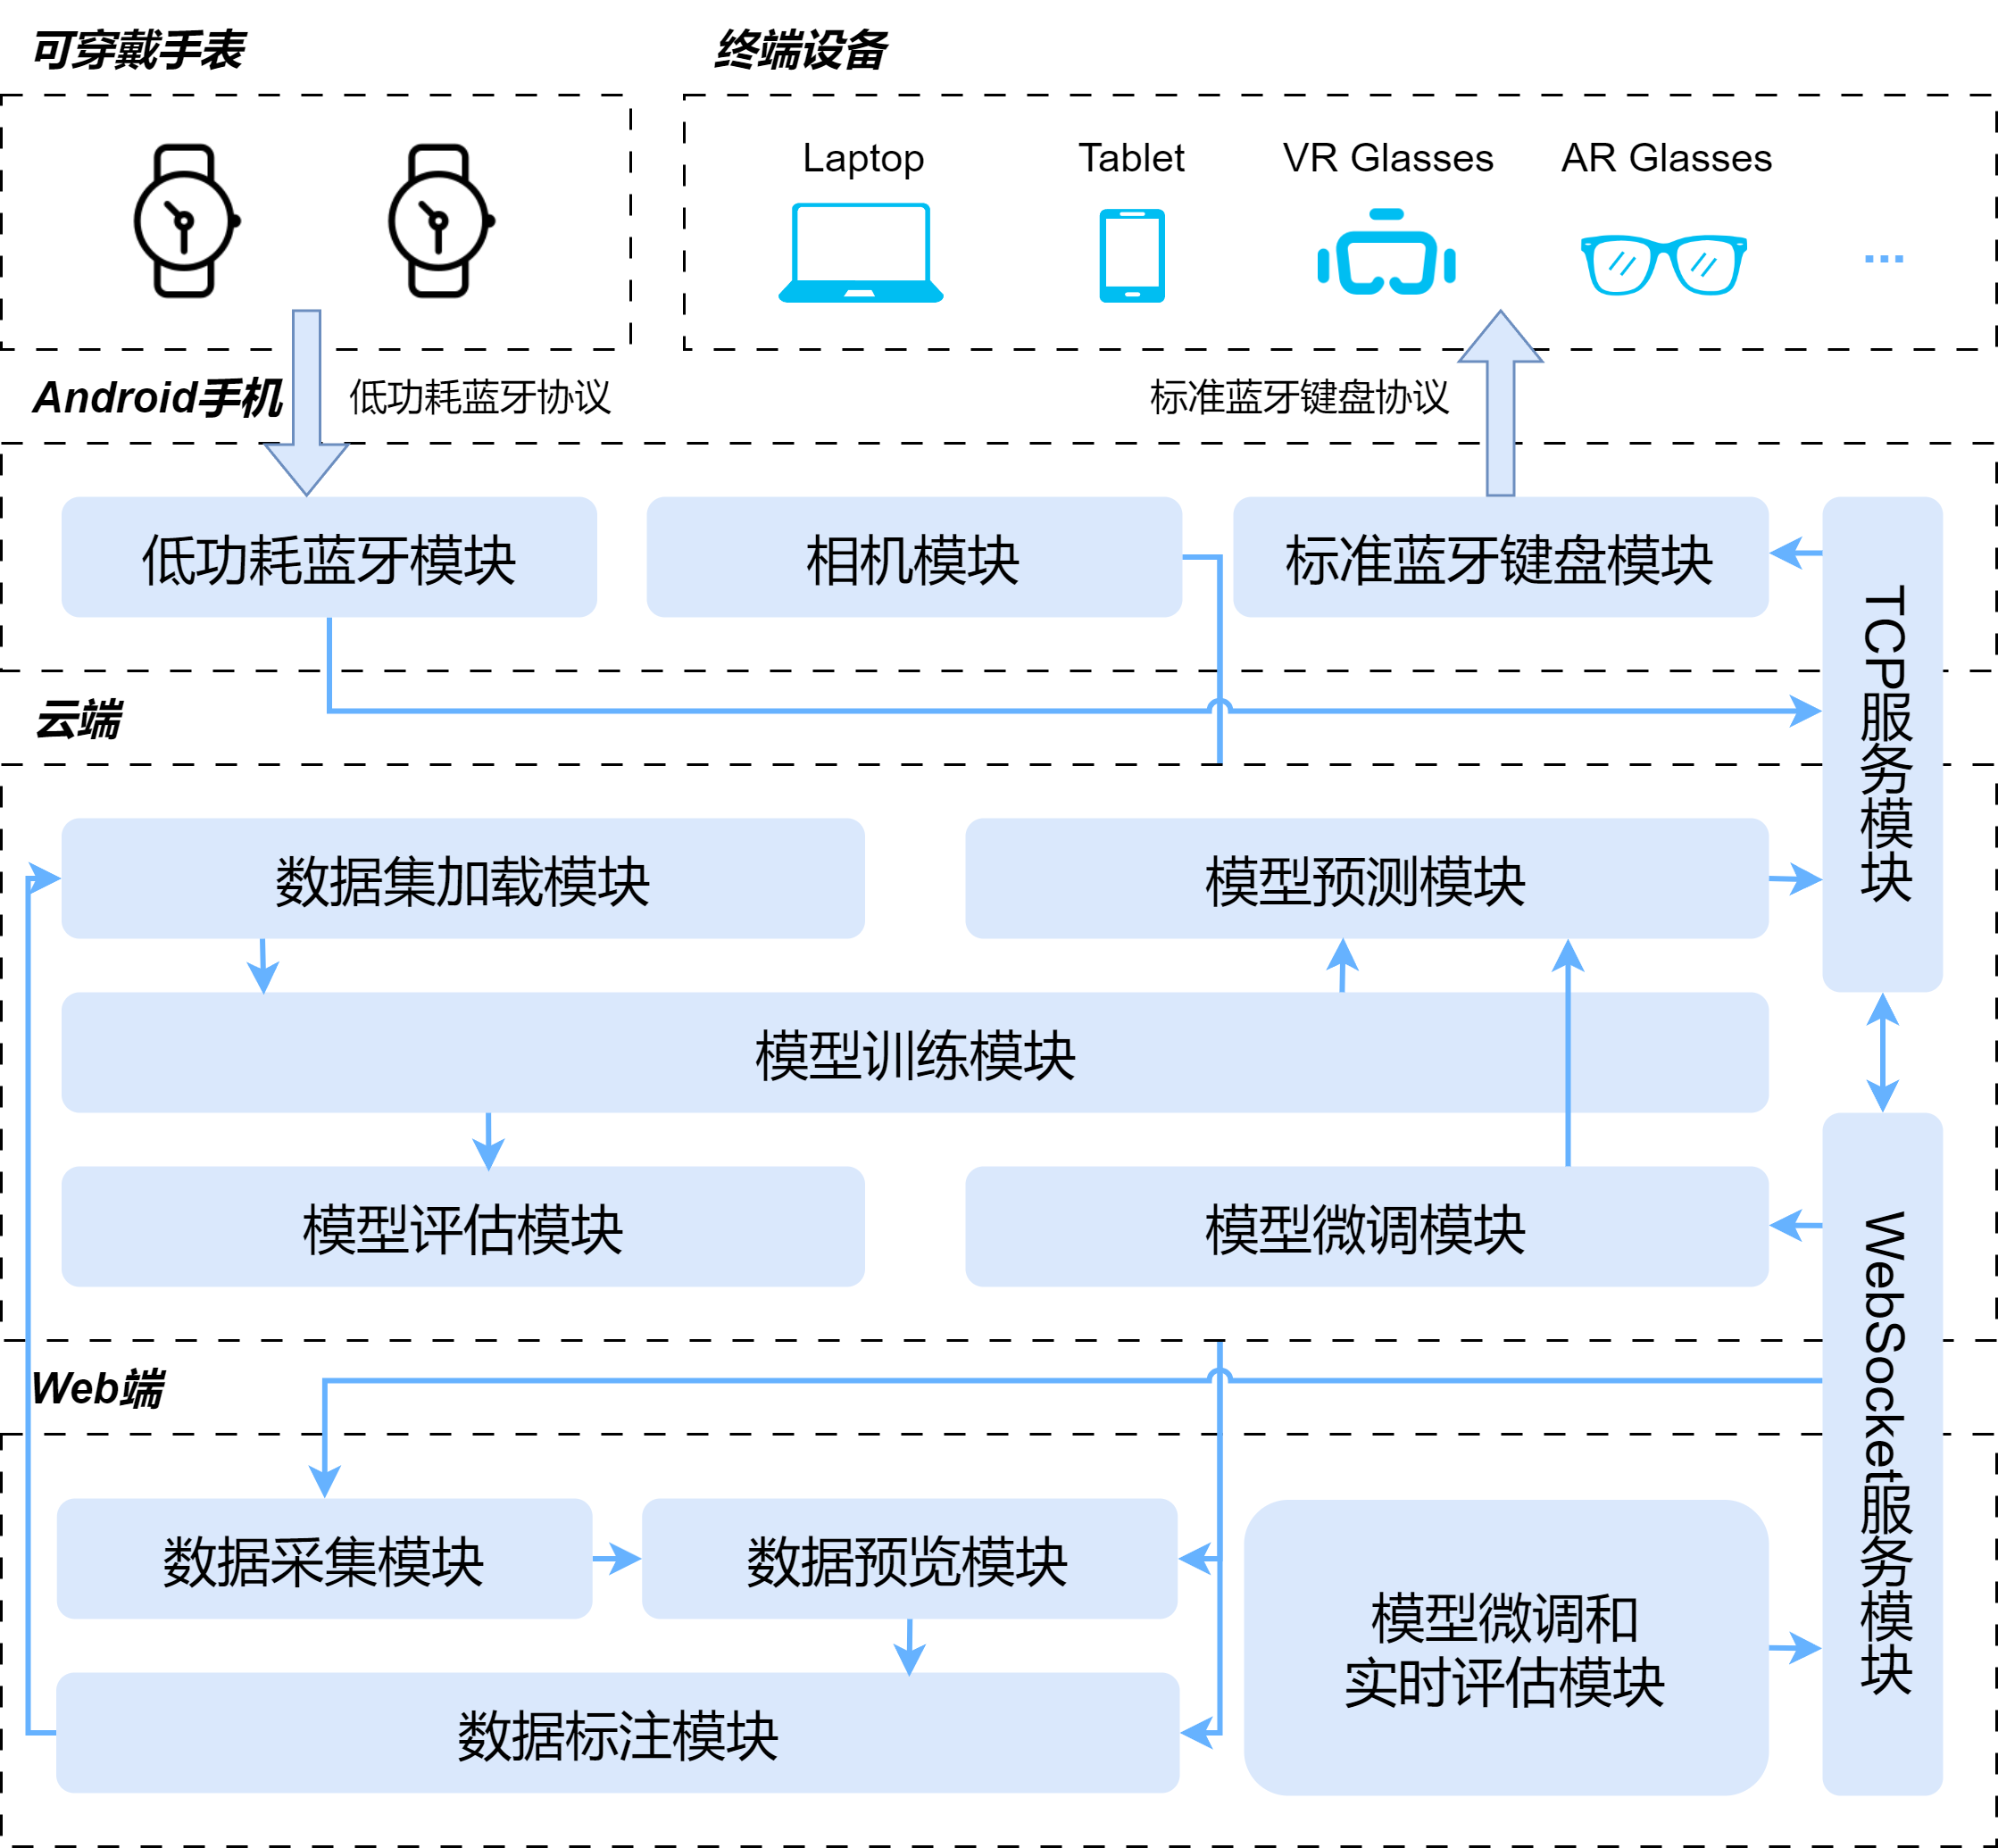 可穿戴手表
终端设备
Laptop
Tablet
VR Glasses
AR Glasses
...
Android手机
低功耗蓝牙协议
标准蓝牙键盘协议
低功耗蓝牙模块
相机模块
标准蓝牙键盘模块
TCP服务模块
云端
数据集加载模块
模型预测模块
模型训练模块
模型评估模块
模型微调模块
WebSocket服务模块
Web端
数据采集模块
数据预览模块
模型微调和
实时评估模块
数据标注模块